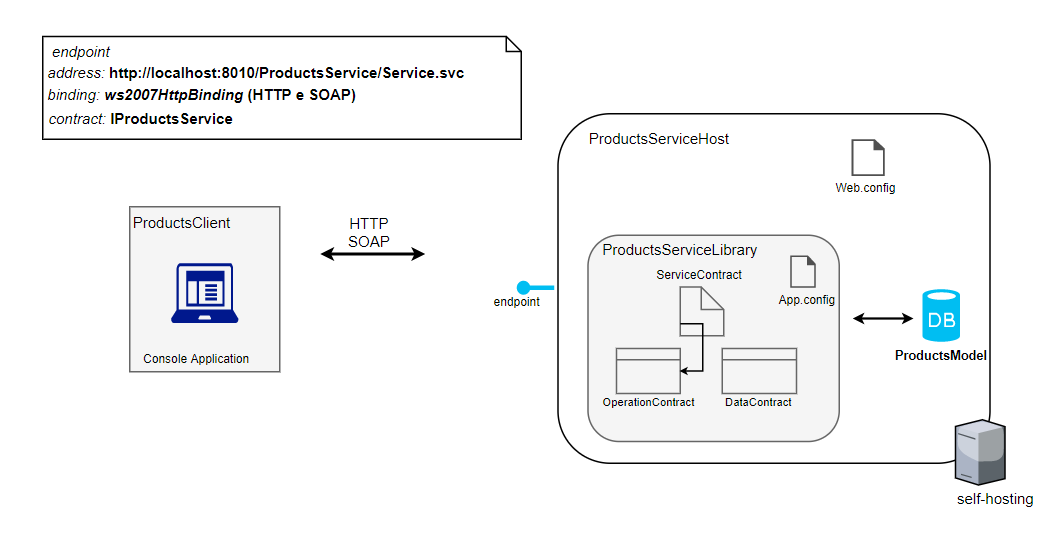 endpoint
address: http://localhost:8010/ProductsService/Service.svc
binding: ws2007HttpBinding (HTTP e SOAP)
contract: IProductsService
ProductsServiceHost
Web.config
ProductsClient
HTTP
SOAP
Console Application
endpoint
ProductsServiceLibrary
ServiceContract
App.config
OperationContract
DataContract
DB
ProductsModel
self-hosting